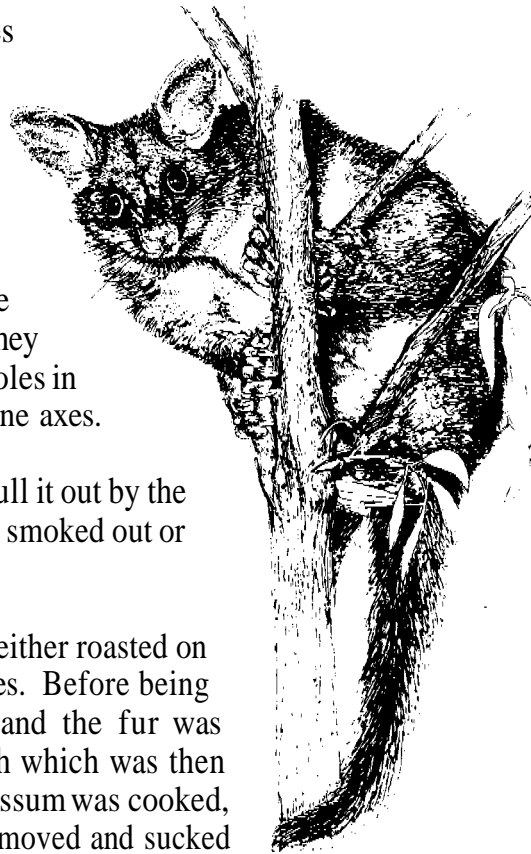 es
e
hey
oles in
ne axes.
ull it out by the
smoked out or
either roasted on
es. Before being
and the fur was
h which was then
ssum was cooked,
moved and sucked